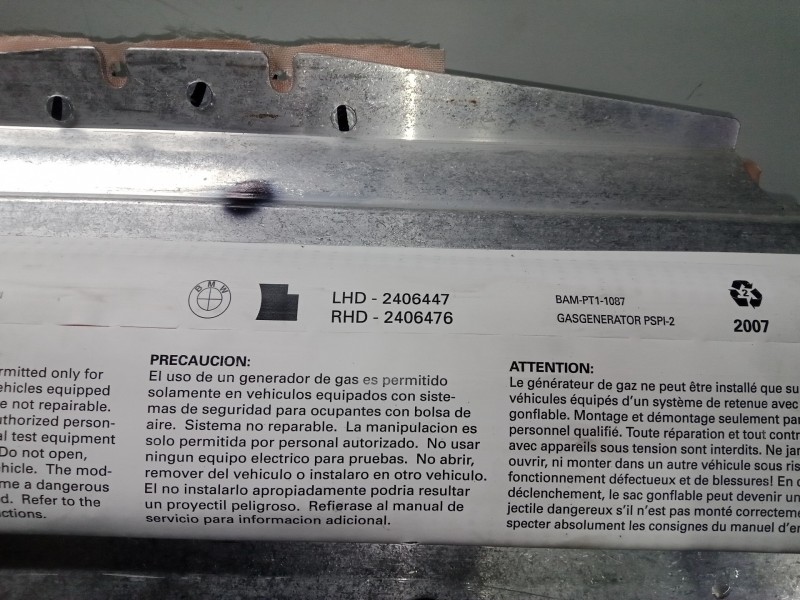 BMW
LHD - 2406447
RHD - 2406476
BAM-PT1-1087
GASGENERATOR PSPI-2
2
2007
rmitted only for
ehicles equipped
e not repairable.
uthorized person-
al test equipment
Do not open,
hicle. The mod-
me a dangerous
d. Refer to the
ctions.
PRECAUCION:
El uso de un generador de gas es permitido
solamente en vehiculos equipados con siste-
mas de seguridad para ocupantes con bolsa de
aire. Sistema no reparable. La manipulacion es
solo permitida por personal autorizado. No usar
ningun equipo electrico para pruebas. No abrir,
remover del vehiculo o instalaro en otro vehiculo.
El no instalarlo apropiadamente podria resultar
un proyectil peligroso. Refierase al manual de
servicio para informacion adicional.
ATTENTION:
Le générateur de gaz ne peut être installé que su
véhicules équipés d'un système de retenue avec
gonflable. Montage et démontage seulement pa
personnel qualifié. Toute réparation et tout contr
avec appareils sous tension sont interdits. Ne jam
ouvrir, ni monter dans un autre véhicule sous ris
fonctionnement défectueux et de blessures! En c
déclenchement, le sac gonflable peut devenir un
jectile dangereux s'il n'est pas monté correcteme
specter absolument les consignes du manuel d'en